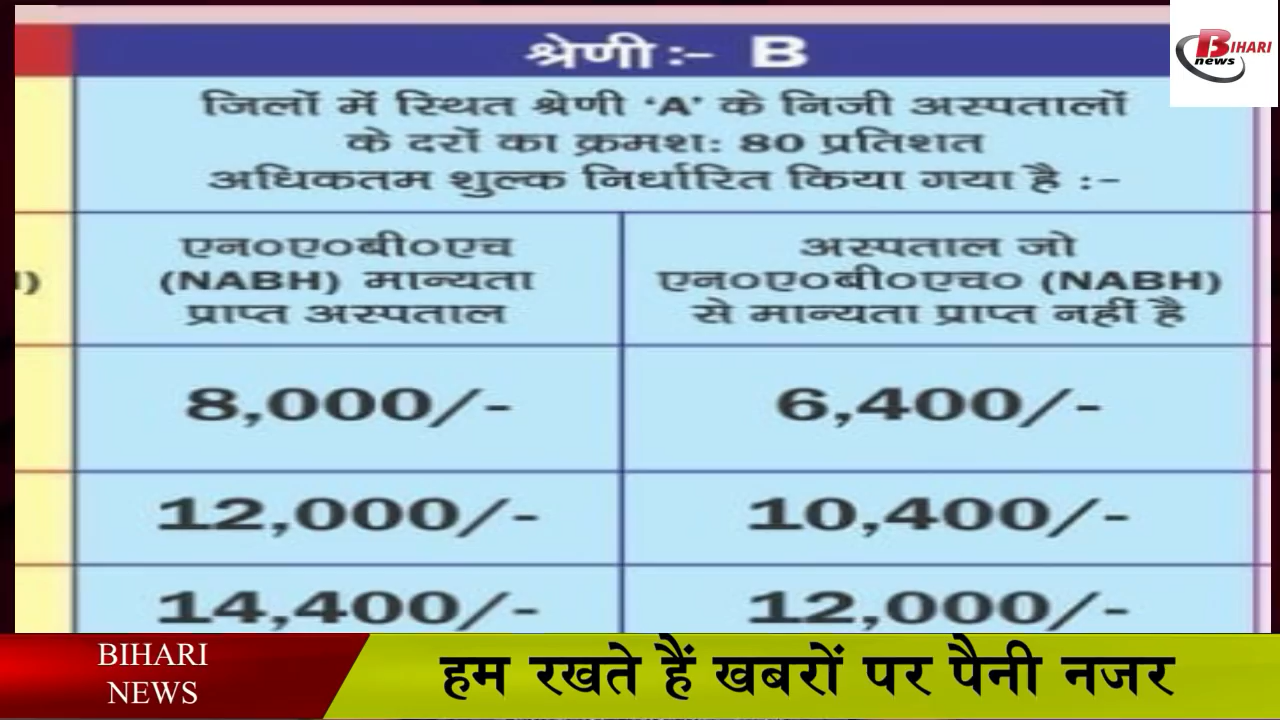 श्रेणी :- B
BIHARI
news
जिलों में स्थित श्रेणी ‘A’ के निजी अस्पतालों
के दरों का क्रमश: 80 प्रतिशत
अधिकतम शुल्क निर्धारित किया गया है :-
एन०ए०बी०एच
(NABH) मान्यता
प्राप्त अस्पताल
अस्पताल जो
एन०ए०बी०एच० (NABH)
से मान्यता प्राप्त नहीं है
8,000/-
6,400/-
12,000/-
10,400/-
14,400/-
12,000/-
BIHARI
NEWS
हम रखते हैं खबरों पर पैनी नजर